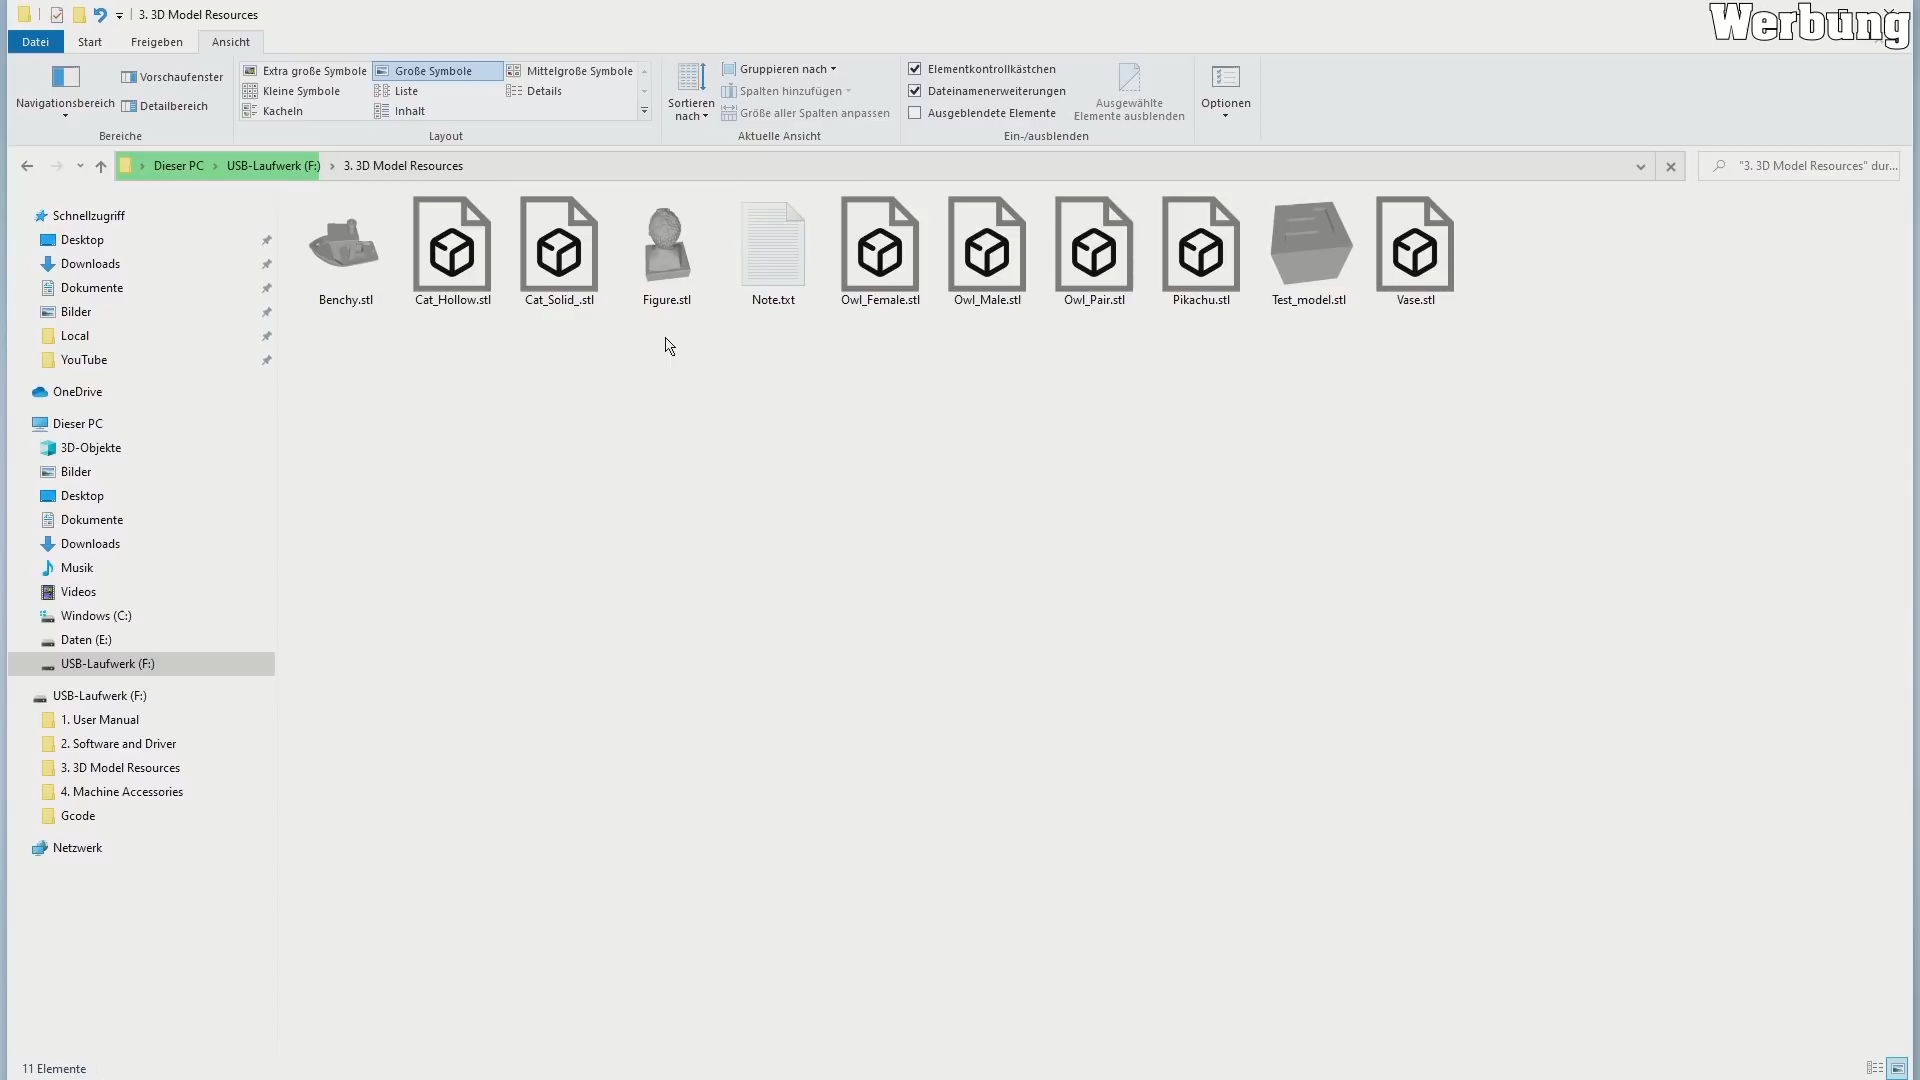 3. 3D Model Resources
Werbung
Datei Start Freigeben Ansicht
Navigationsbereich
Vorschaufenster
Detailbereich
Bereiche
Extra große Symbole Große Symbole Mittelgroße Symbole
Kleine Symbole Liste Details
Kacheln Inhalt
Layout
Sortieren
nach
Gruppieren nach
Spalten hinzufügen
Größe aller Spalten anpassen
Aktuelle Ansicht
Elementkontrollkästchen
Dateinamenerweiterungen
Ausgeblendete Elemente
Ausgewählte
Elemente ausblenden
Ein-/ausblenden
Optionen
Dieser PC › USB-Laufwerk (F:) › 3. 3D Model Resources
"3. 3D Model Resources" dur...
Schnellzugriff
Desktop
Downloads
Dokumente
Bilder
Local
YouTube
OneDrive
Dieser PC
3D-Objekte
Bilder
Desktop
Dokumente
Downloads
Musik
Videos
Windows (C:)
Daten (E:)
USB-Laufwerk (F:)
USB-Laufwerk (F:)
1. User Manual
2. Software and Driver
3. 3D Model Resources
4. Machine Accessories
Gcode
Netzwerk
Benchy.stl Cat_Hollow.stl Cat_Solid_.stl Figure.stl Note.txt Owl_Female.stl Owl_Male.stl Owl_Pair.stl Pikachu.stl Test_model.stl Vase.stl
11 Elemente